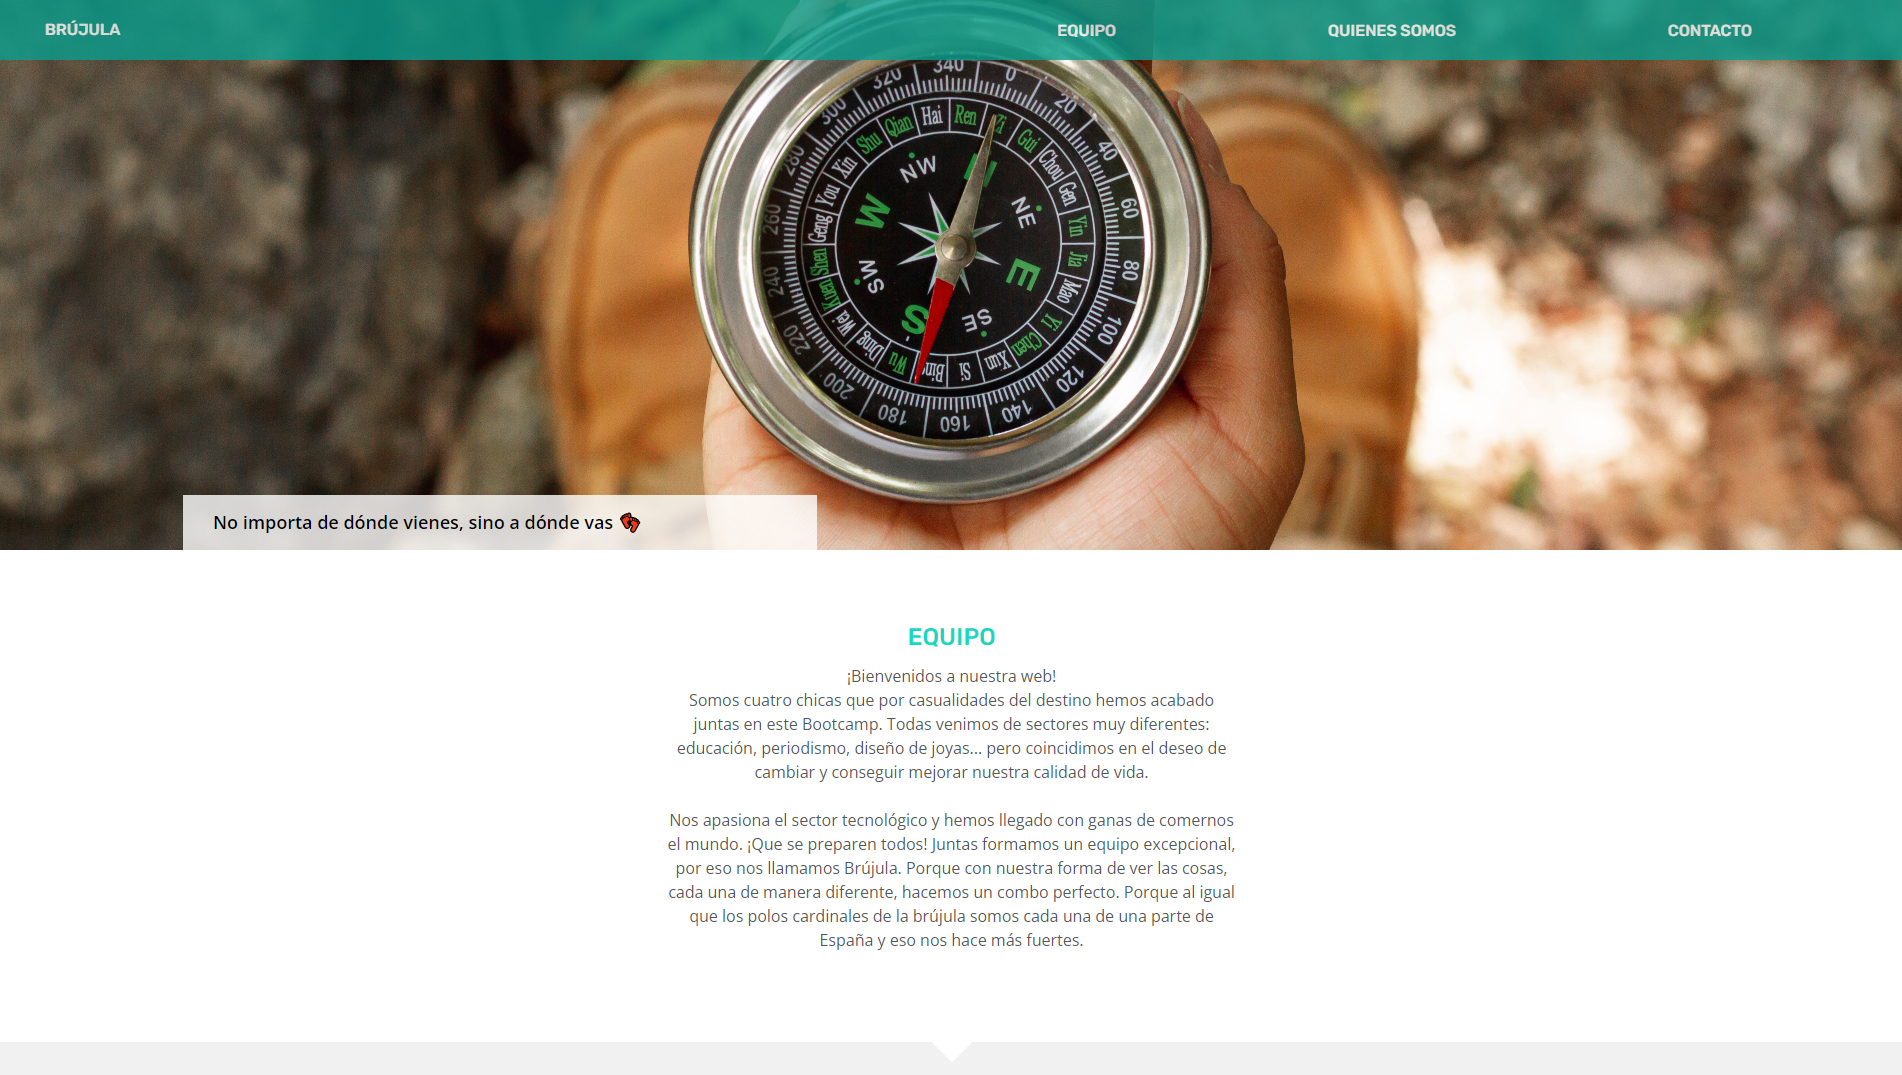 BRÚJULA
EQUIPO
QUIENES SOMOS
CONTACTO
340
0
20
40
60
80
100
120
140
160
180
200
220
240
260
280
300
320
Hai
Ren
Zi
Gui
Chou
Gen
Yin
Jia
Mao
Yi
Chen
Xun
Si
Bing
Wu
Ding
Wei
Kuen
Shen
Geng
You
Xin
Shu
Qian
N
NE
E
SE
S
SW
W
NW
No importa de dónde vienes, sino a dónde vas
EQUIPO
¡Bienvenidos a nuestra web!
Somos cuatro chicas que por casualidades del destino hemos acabado
juntas en este Bootcamp. Todas venimos de sectores muy diferentes:
educación, periodismo, diseño de joyas... pero coincidimos en el deseo de
cambiar y conseguir mejorar nuestra calidad de vida.
Nos apasiona el sector tecnológico y hemos llegado con ganas de comernos
el mundo. ¡Que se preparen todos! Juntas formamos un equipo excepcional,
por eso nos llamamos Brújula. Porque con nuestra forma de ver las cosas,
cada una de manera diferente, hacemos un combo perfecto. Porque al igual
que los polos cardinales de la brújula somos cada una de una parte de
España y eso nos hace más fuertes.